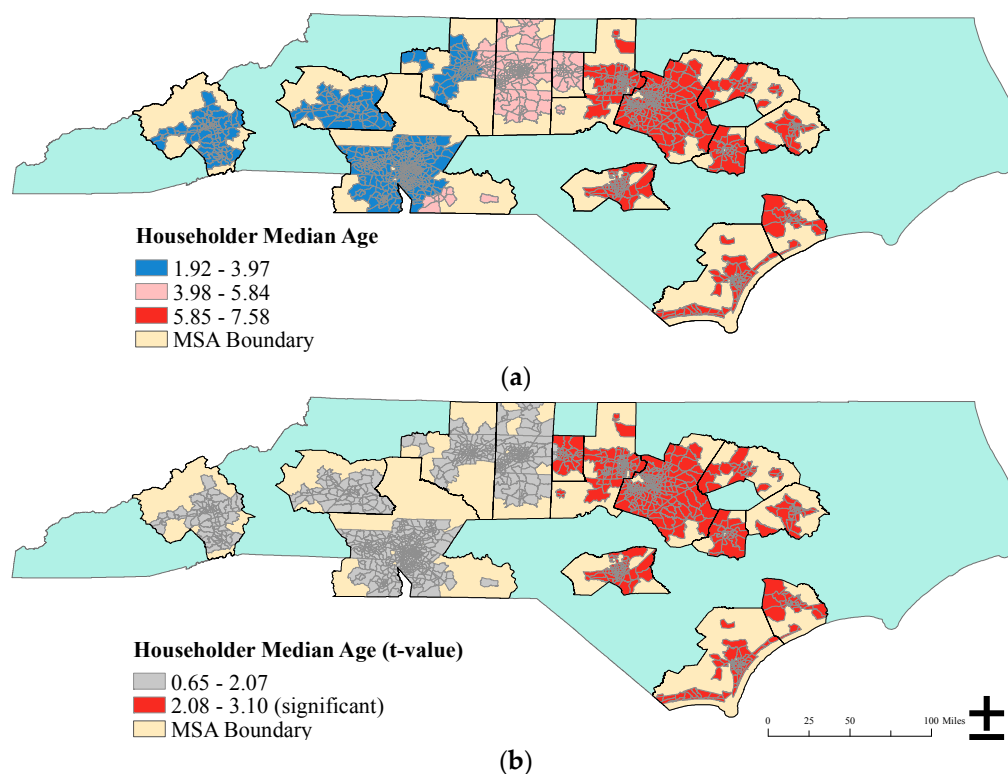 Householder Median Age
1.92 - 3.97
3.98 - 5.84
5.85 - 7.58
MSA Boundary
(a)
Householder Median Age (t-value)
0.65 - 2.07
2.08 - 3.10 (significant)
MSA Boundary
0 25 50 100 Miles
(b)